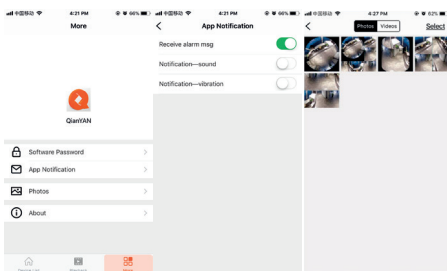 中国移动 4:21 PM 66%
More
QianYAN
Software Password
App Notification
Photos
About
中国移动 4:21 PM 66%
App Notification
Receive alarm msg
Notification—sound
Notification—vibration
中国移动 4:27 PM 62%
Photos Videos Select